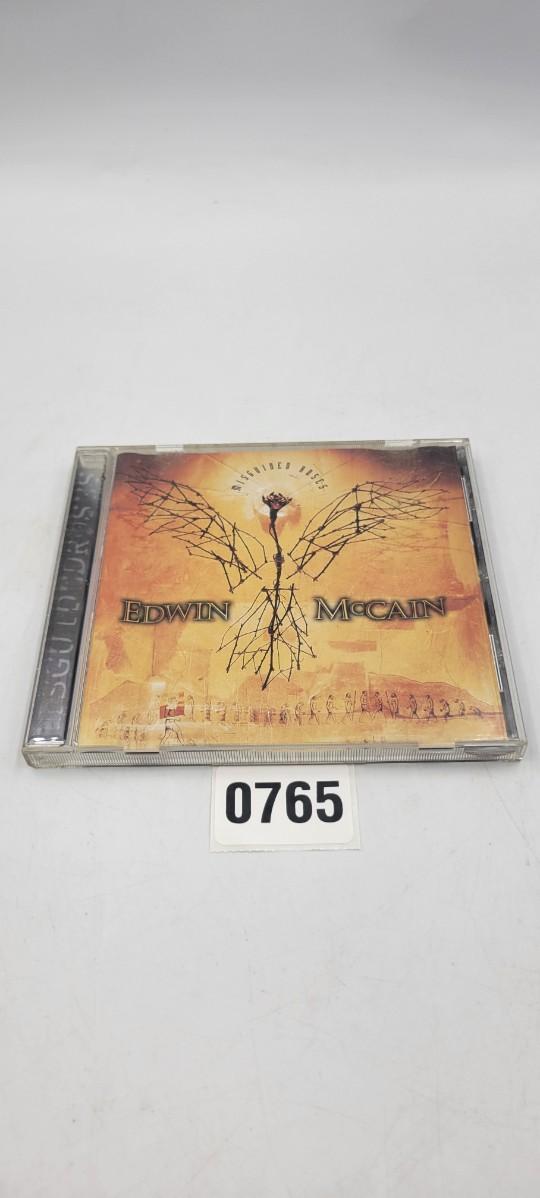 MISGUIDED ROSES
EDWIN McCAIN
0765